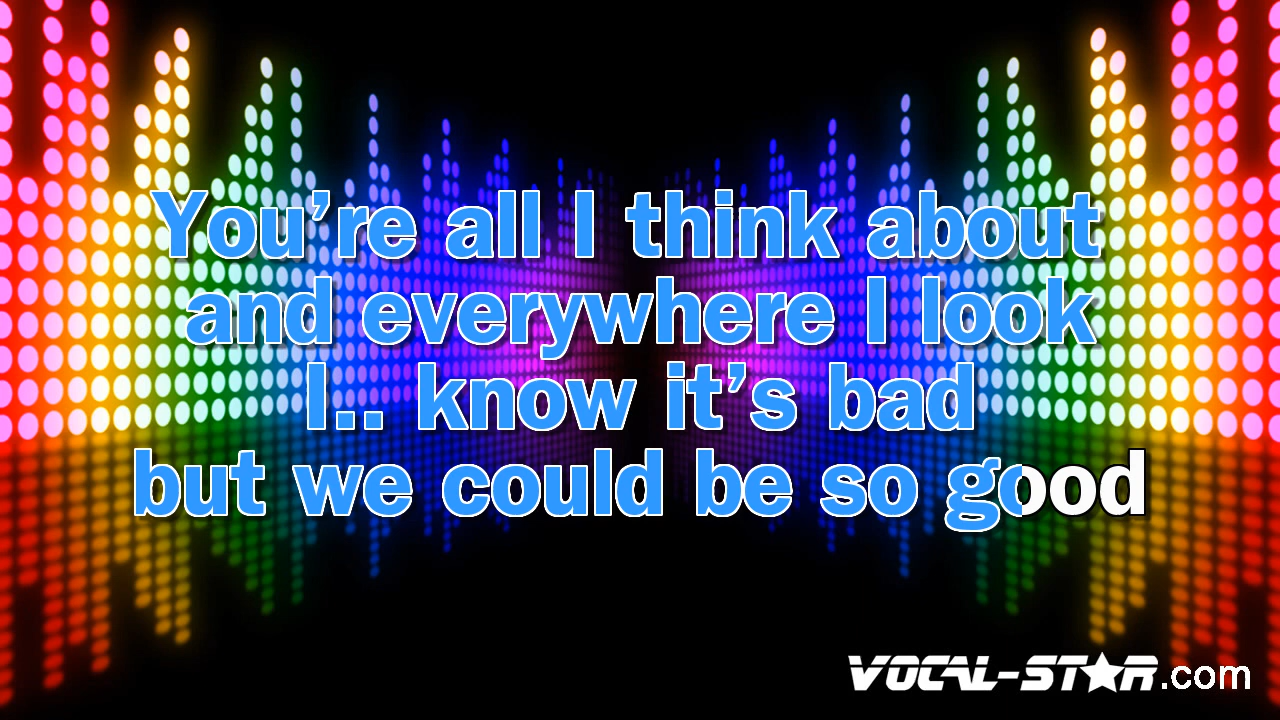 You’re all I think about
and everywhere I look
I.. know it’s bad
but we could be so good
VOCAL-STAR.com